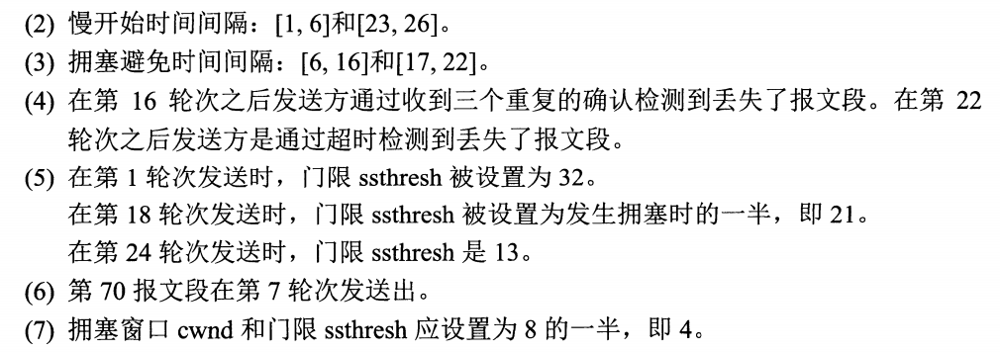 (2) 慢开始时间间隔：[1, 6]和[23, 26]。
(3) 拥塞避免时间间隔：[6, 16]和[17, 22]。
(4) 在第 16 轮次之后发送方通过收到三个重复的确认检测到丢失了报文段。在第 22
轮次之后发送方是通过超时检测到丢失了报文段。
(5) 在第 1 轮次发送时，门限 ssthresh 被设置为 32。
在第 18 轮次发送时，门限 ssthresh 被设置为发生拥塞时的一半，即 21。
在第 24 轮次发送时，门限 ssthresh 是 13。
(6) 第 70 报文段在第 7 轮次发送出。
(7) 拥塞窗口 cwnd 和门限 ssthresh 应设置为 8 的一半，即 4。